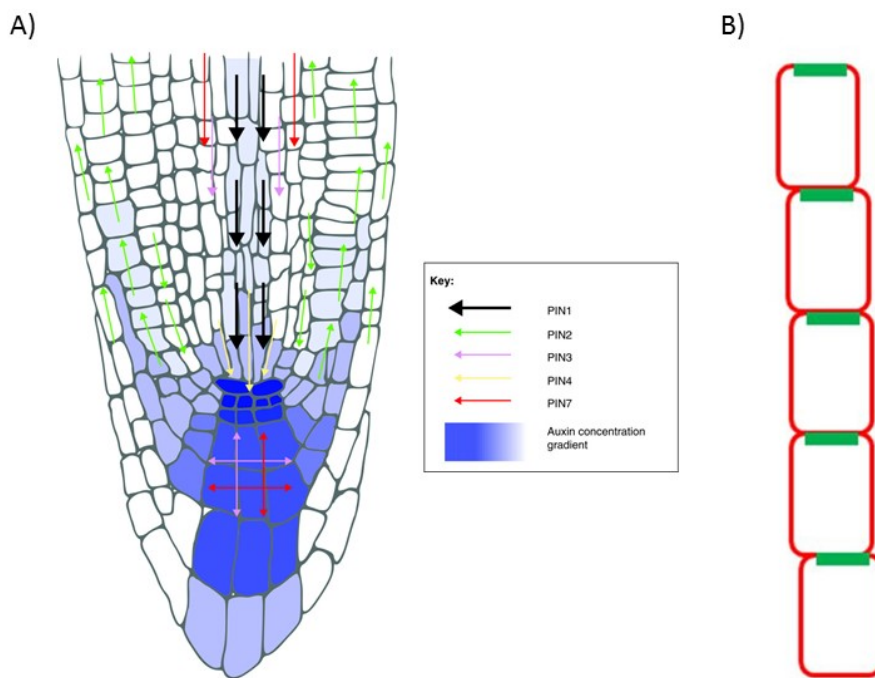 A)
B)
Key:
PIN1
PIN2
PIN3
PIN4
PIN7
Auxin concentration
gradient